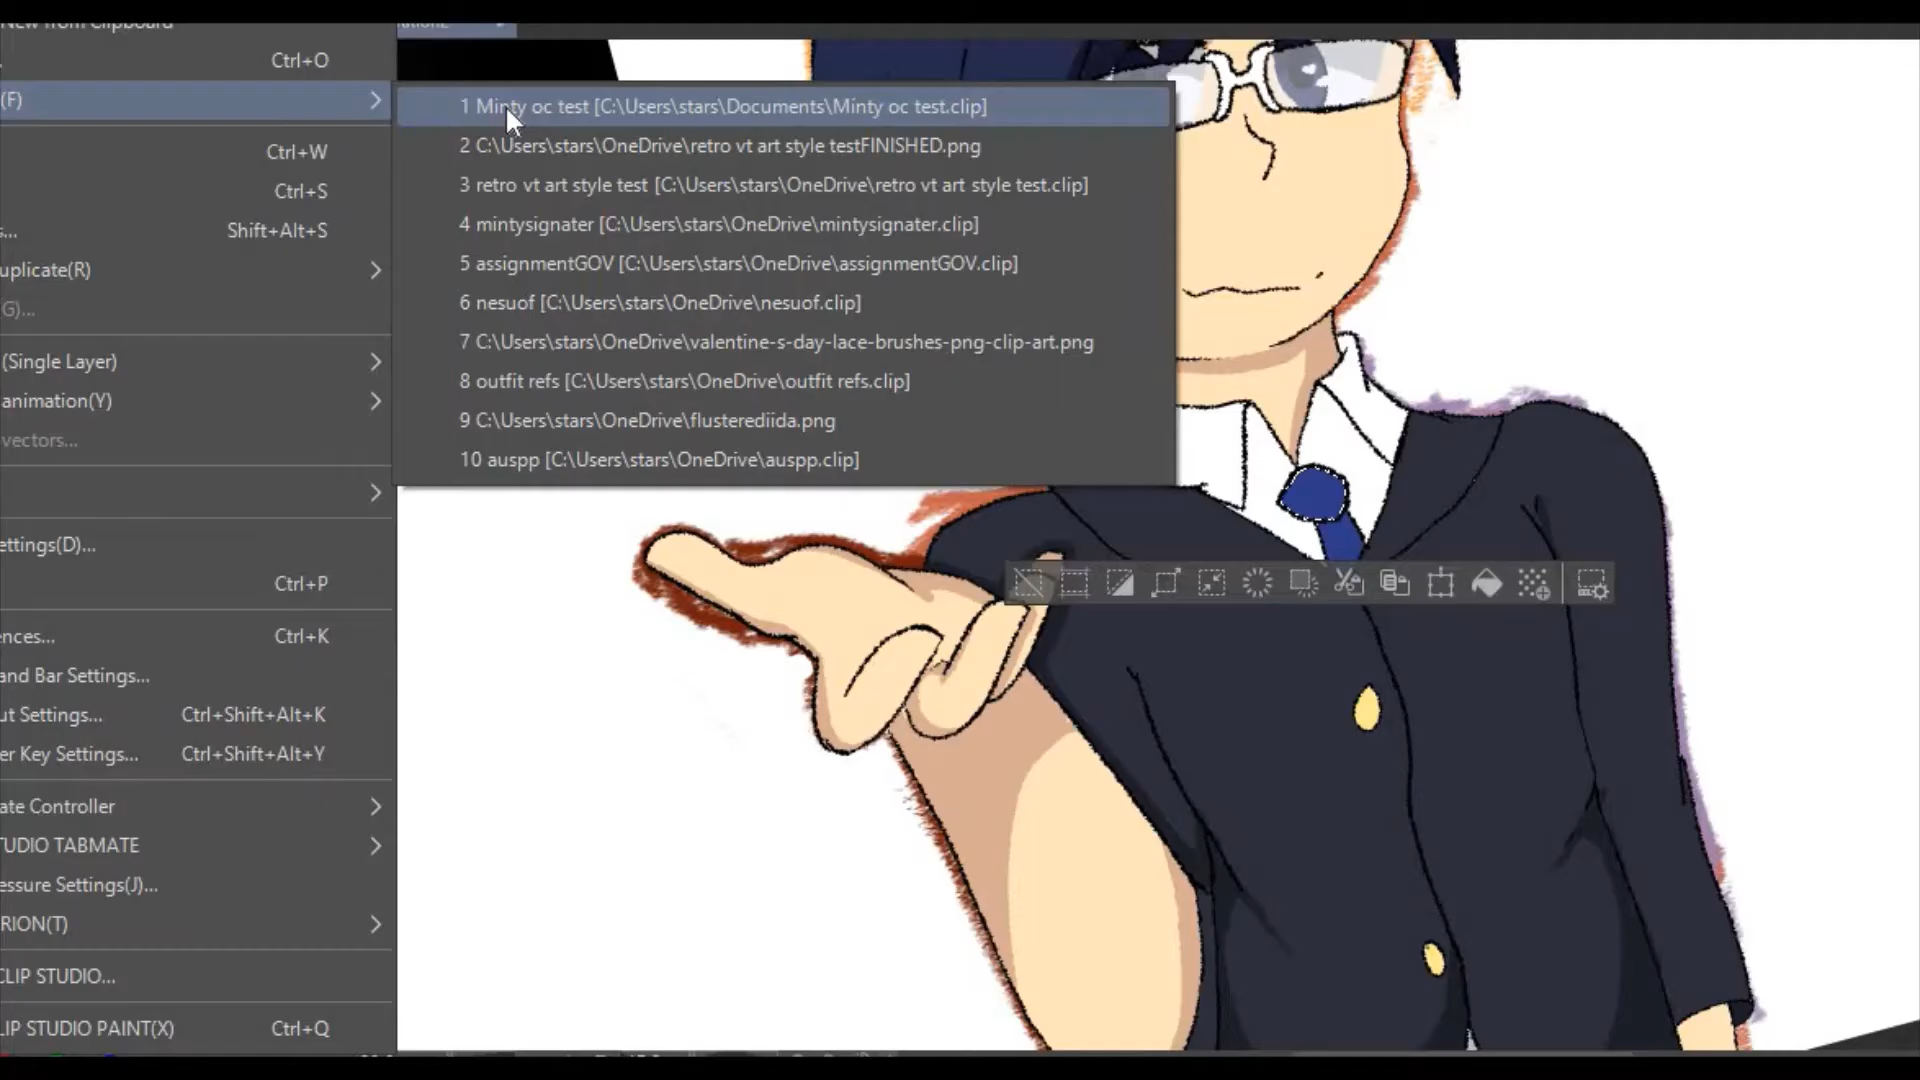 New from Clipboard
Ctrl+O
(F)
Ctrl+W
Ctrl+S
s... Shift+Alt+S
uplicate(R)
(G)...
(Single Layer)
animation(Y)
vectors...
ettings(D)...
Ctrl+P
ences... Ctrl+K
and Bar Settings...
ut Settings... Ctrl+Shift+Alt+K
er Key Settings... Ctrl+Shift+Alt+Y
ate Controller
TUDIO TABMATE
essure Settings(J)...
RION(T)
CLIP STUDIO...
LIP STUDIO PAINT(X) Ctrl+Q
1 Minty oc test [C:\Users\stars\Documents\Minty oc test.clip]
2 C:\Users\stars\OneDrive\retro vt art style testFINISHED.png
3 retro vt art style test [C:\Users\stars\OneDrive\retro vt art style test.clip]
4 mintysignater [C:\Users\stars\OneDrive\mintysignater.clip]
5 assignmentGOV [C:\Users\stars\OneDrive\assignmentGOV.clip]
6 nesuof [C:\Users\stars\OneDrive\nesuof.clip]
7 C:\Users\stars\OneDrive\valentine-s-day-lace-brushes-png-clip-art.png
8 outfit refs [C:\Users\stars\OneDrive\outfit refs.clip]
9 C:\Users\stars\OneDrive\flusterediida.png
10 auspp [C:\Users\stars\OneDrive\auspp.clip]